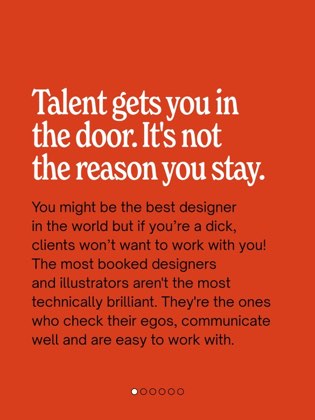 Talent gets you in
the door. It's not
the reason you stay.
You might be the best designer
in the world but if you’re a dick,
clients won’t want to work with you!
The most booked designers
and illustrators aren't the most
technically brilliant. They're the ones
who check their egos, communicate
well and are easy to work with.